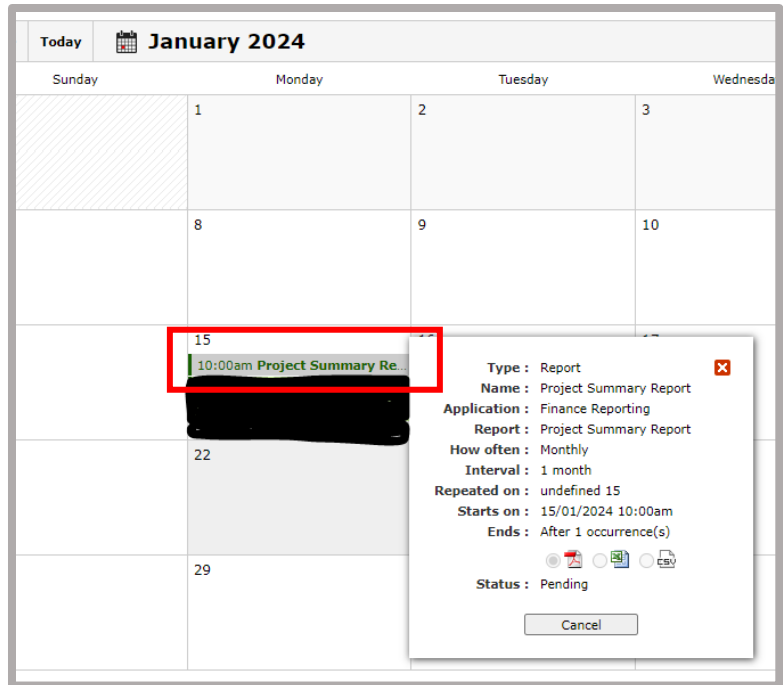 Today January 2024
Sunday Monday Tuesday Wednesda
1 2 3
8 9 10
15
10:00am Project Summary Re...
22
29
Type : Report
Name : Project Summary Report
Application : Finance Reporting
Report : Project Summary Report
How often : Monthly
Interval : 1 month
Repeated on : undefined 15
Starts on : 15/01/2024 10:00am
Ends : After 1 occurrence(s)
CSV
Status : Pending
Cancel